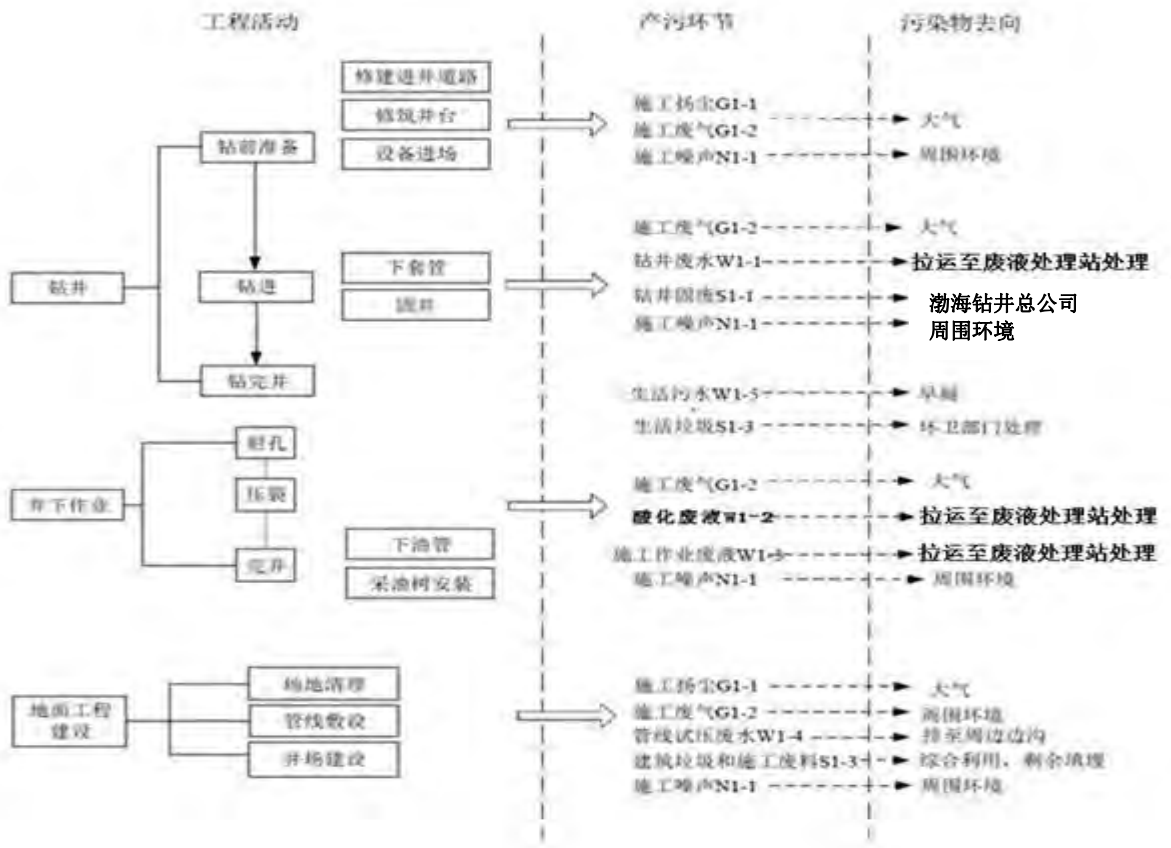 工程活动
产污环节
污染物去向
修建进井道路
修筑井台
设备进场
钻前准备
施工扬尘G1-1
施工废气G1-2
施工噪声N1-1
大气
周围环境
钻井
钻进
钻完井
下套管
固井
施工废气G1-2
钻井废水W1-1
钻井固废S1-1
施工噪声N1-1
大气
拉运至废液处理站处理
渤海钻井总公司
周围环境
生活污水W1-5
生活垃圾S1-3
旱厕
环卫部门处理
井下作业
射孔
压裂
完井
下油管
采油树安装
施工废气G1-2
酸化废液W1-2
施工作业废液W1-3
施工噪声N1-1
大气
拉运至废液处理站处理
拉运至废液处理站处理
周围环境
地面工程
建设
场地清理
管线敷设
井场建设
施工扬尘G1-1
施工废气G1-2
管线试压废水W1-4
建筑垃圾和施工废料S1-3
施工噪声N1-1
大气
周围环境
排至周边边沟
综合利用、剩余填埋
周围环境